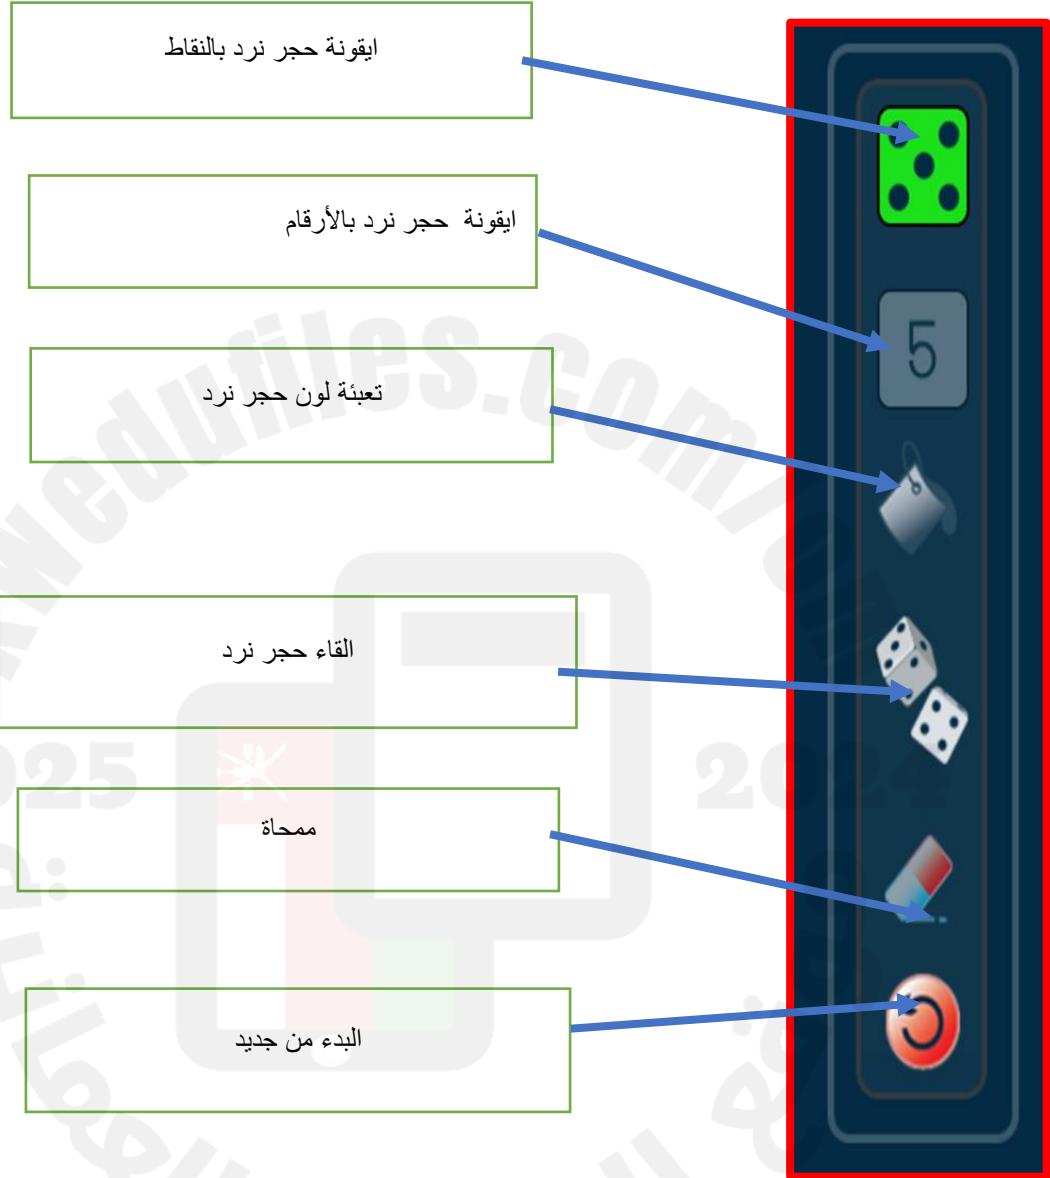 ايقونة حجر نرد بالنقاط
ايقونة حجر نرد بالأرقام
5
تعبئة لون حجر نرد
القاء حجر نرد
ممحاة
البدء من جديد